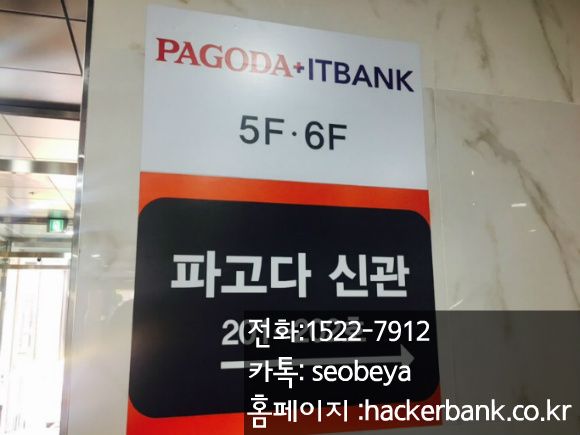 PAGODA+ITBANK
5F·6F
파고다 신관
전화:1522-7912
카톡: seobeya
홈페이지 :hackerbank.co.kr